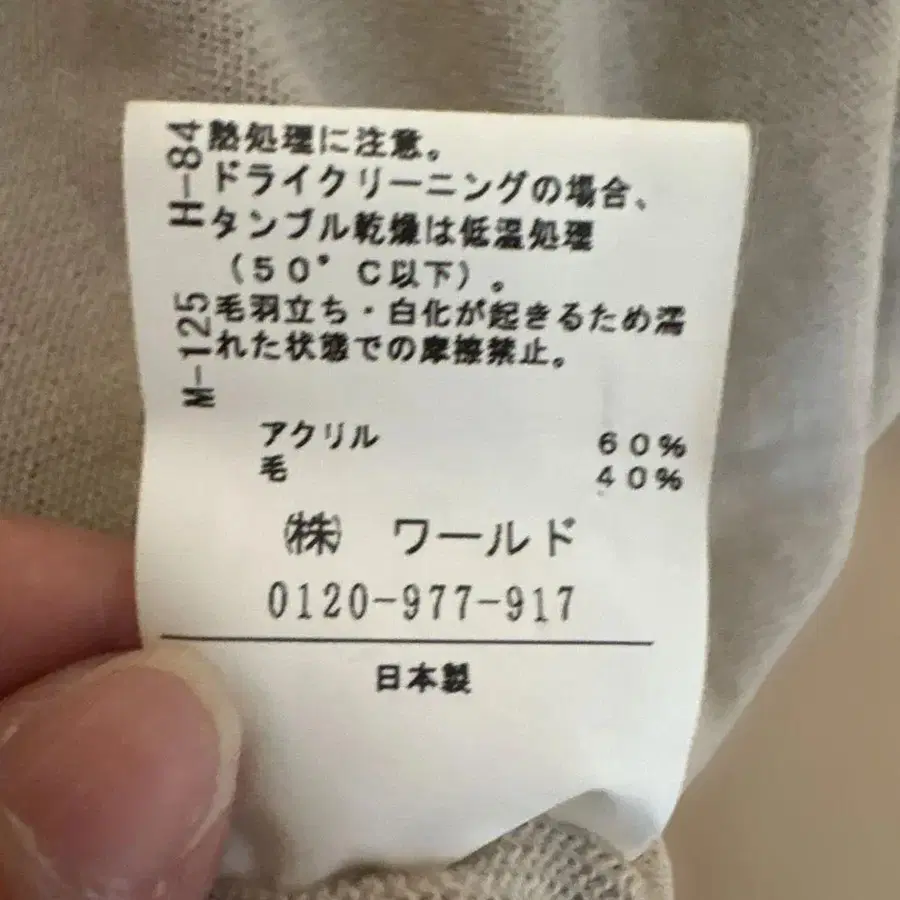 H-84
熱処理に注意。
ドライクリーニングの場合、
タンブル乾燥は低温処理
（50°C以下）。
M-125
毛羽立ち・白化が起きるため濡
れた状態での摩擦禁止。
アクリル 60%
毛 40%
㈱ ワールド
0120-977-917
日本製